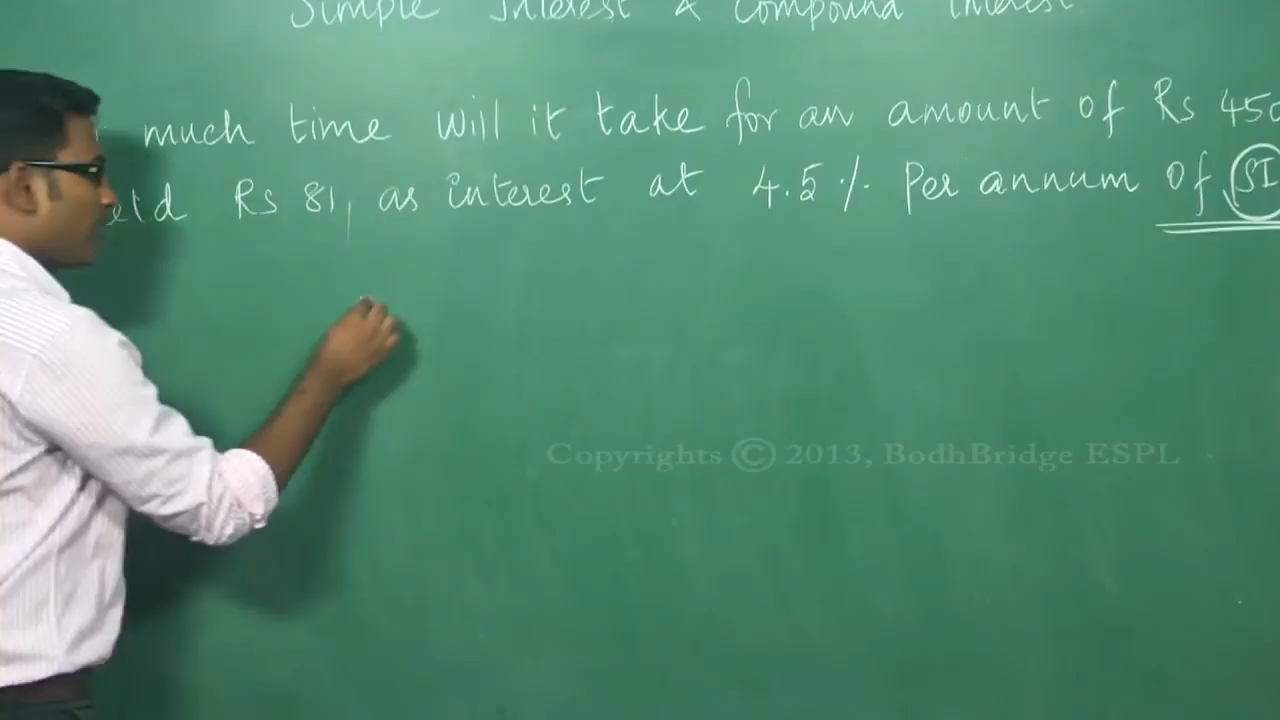 Simple Interest & Compound Interest
much time will it take for an amount of Rs 450
Rs 81, as interest at 4.5% Per annum of SI
Copyrights © 2013, BodhBridge ESPL